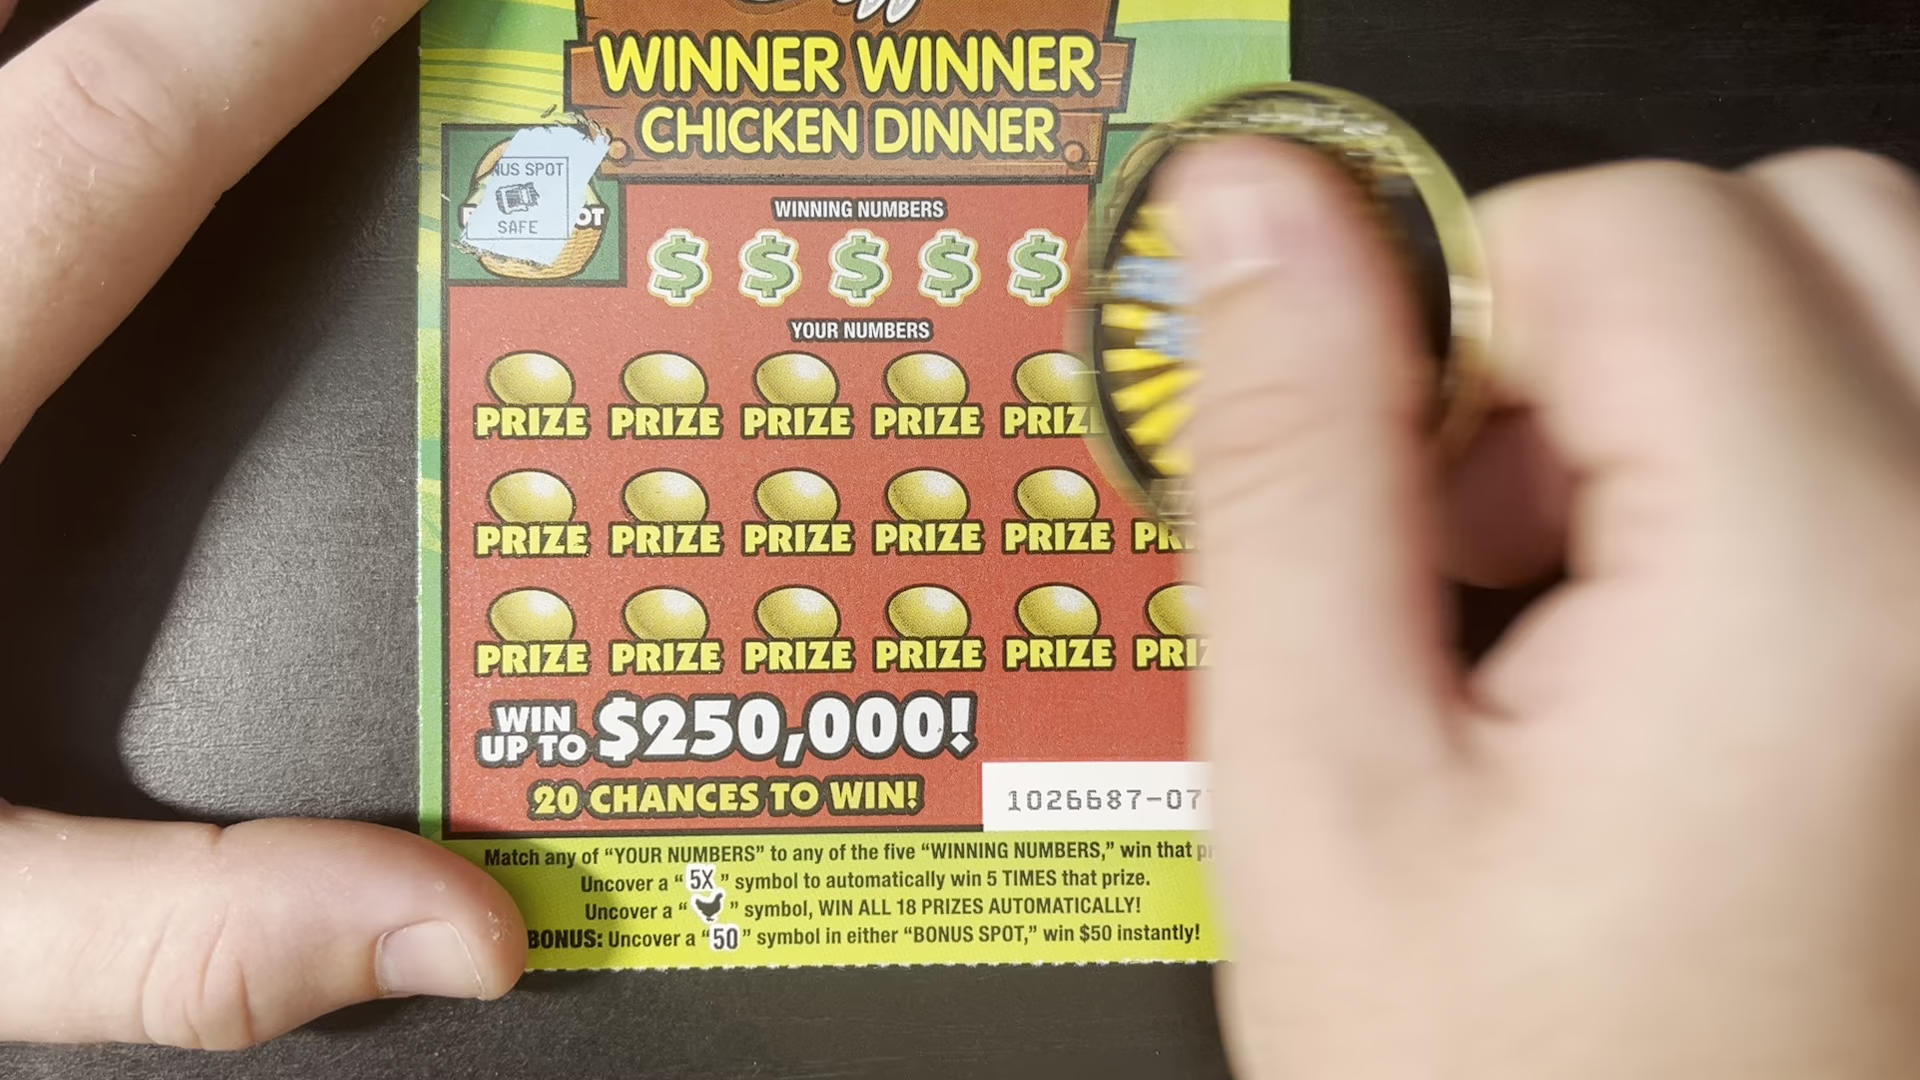 WINNER WINNER
CHICKEN DINNER
NUS SPOT
SAFE
OT
WINNING NUMBERS
$ $ $ $ $
YOUR NUMBERS
PRIZE PRIZE PRIZE PRIZE PRIZ
PRIZE PRIZE PRIZE PRIZE PRIZE PRI
PRIZE PRIZE PRIZE PRIZE PRIZE PRIZ
WIN
UP TO $250,000!
20 CHANCES TO WIN!
1026687-07
Match any of “YOUR NUMBERS” to any of the five “WINNING NUMBERS,” win that
Uncover a “5X” symbol to automatically win 5 TIMES that prize.
Uncover a “ ” symbol, WIN ALL 18 PRIZES AUTOMATICALLY!
BONUS: Uncover a “50” symbol in either “BONUS SPOT,” win $50 instantly!